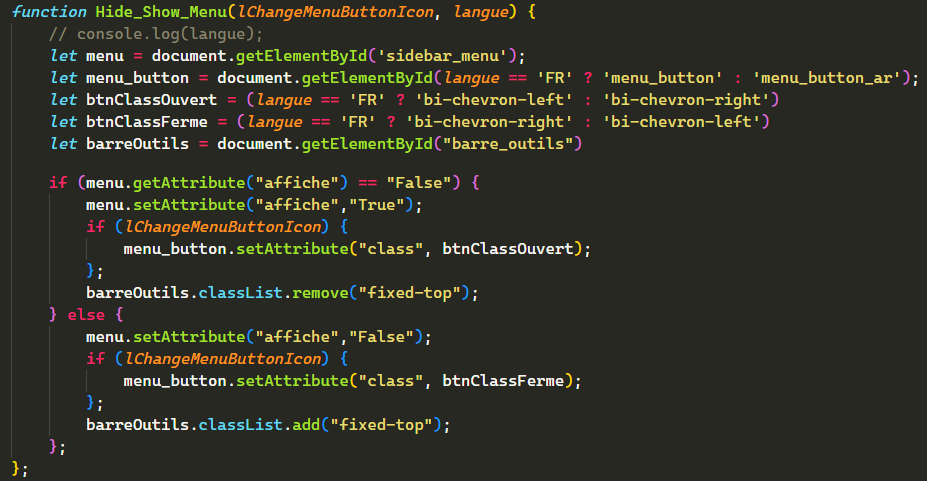 function Hide_Show_Menu(lChangeMenuButtonIcon, langue) {
    // console.log(langue);
    let menu = document.getElementById('sidebar_menu');
    let menu_button = document.getElementById(langue == 'FR' ? 'menu_button' : 'menu_button_ar');
    let btnClassOuvert = (langue == 'FR' ? 'bi-chevron-left' : 'bi-chevron-right')
    let btnClassFerme = (langue == 'FR' ? 'bi-chevron-right' : 'bi-chevron-left')
    let barreOutils = document.getElementById("barre_outils")

    if (menu.getAttribute("affiche") == "False") {
        menu.setAttribute("affiche","True");
        if (lChangeMenuButtonIcon) {
            menu_button.setAttribute("class", btnClassOuvert);
        };
        barreOutils.classList.remove("fixed-top");
    } else {
        menu.setAttribute("affiche","False");
        if (lChangeMenuButtonIcon) {
            menu_button.setAttribute("class", btnClassFerme);
        };
        barreOutils.classList.add("fixed-top");
    };
};